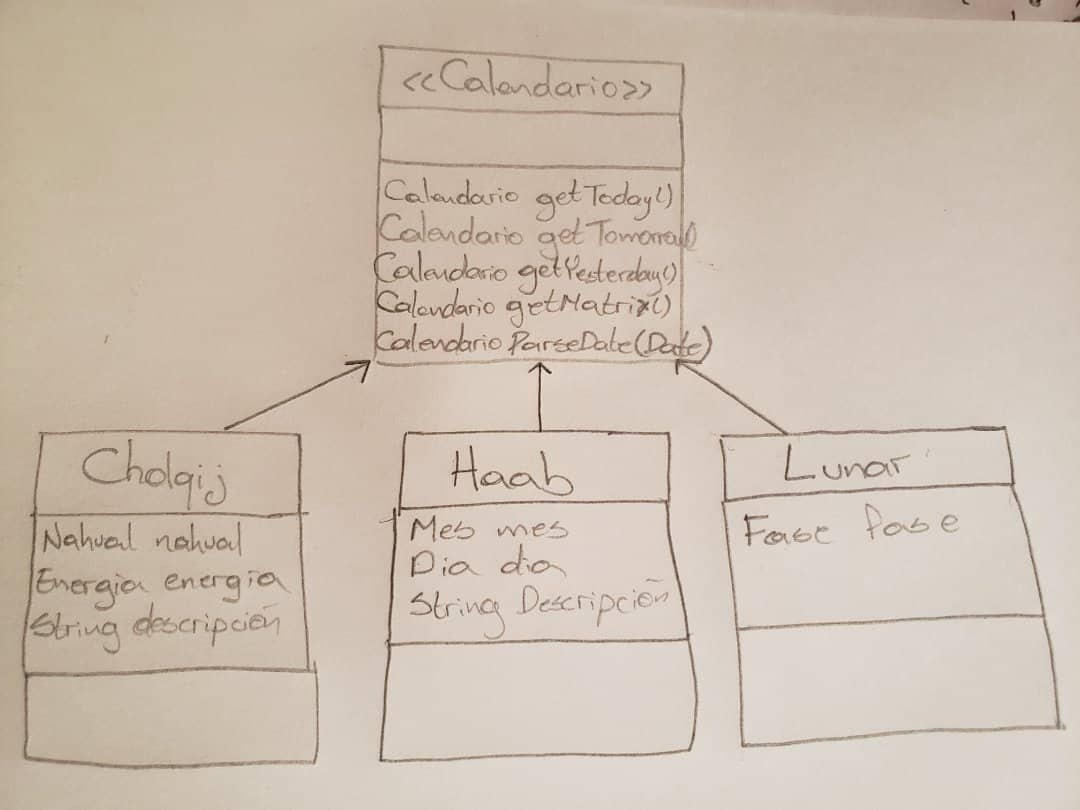 <<Calendario>>
Calendario getToday()
Calendario getTomorraw()
Calendario getYesterday()
Calendario getMatrix()
Calendario ParseDate(Date)
Cholqij
Nahual nahual
Energia energia
String descripción
Haab
Mes mes
Dia dia
String Descripción
Lunar
Fase fase